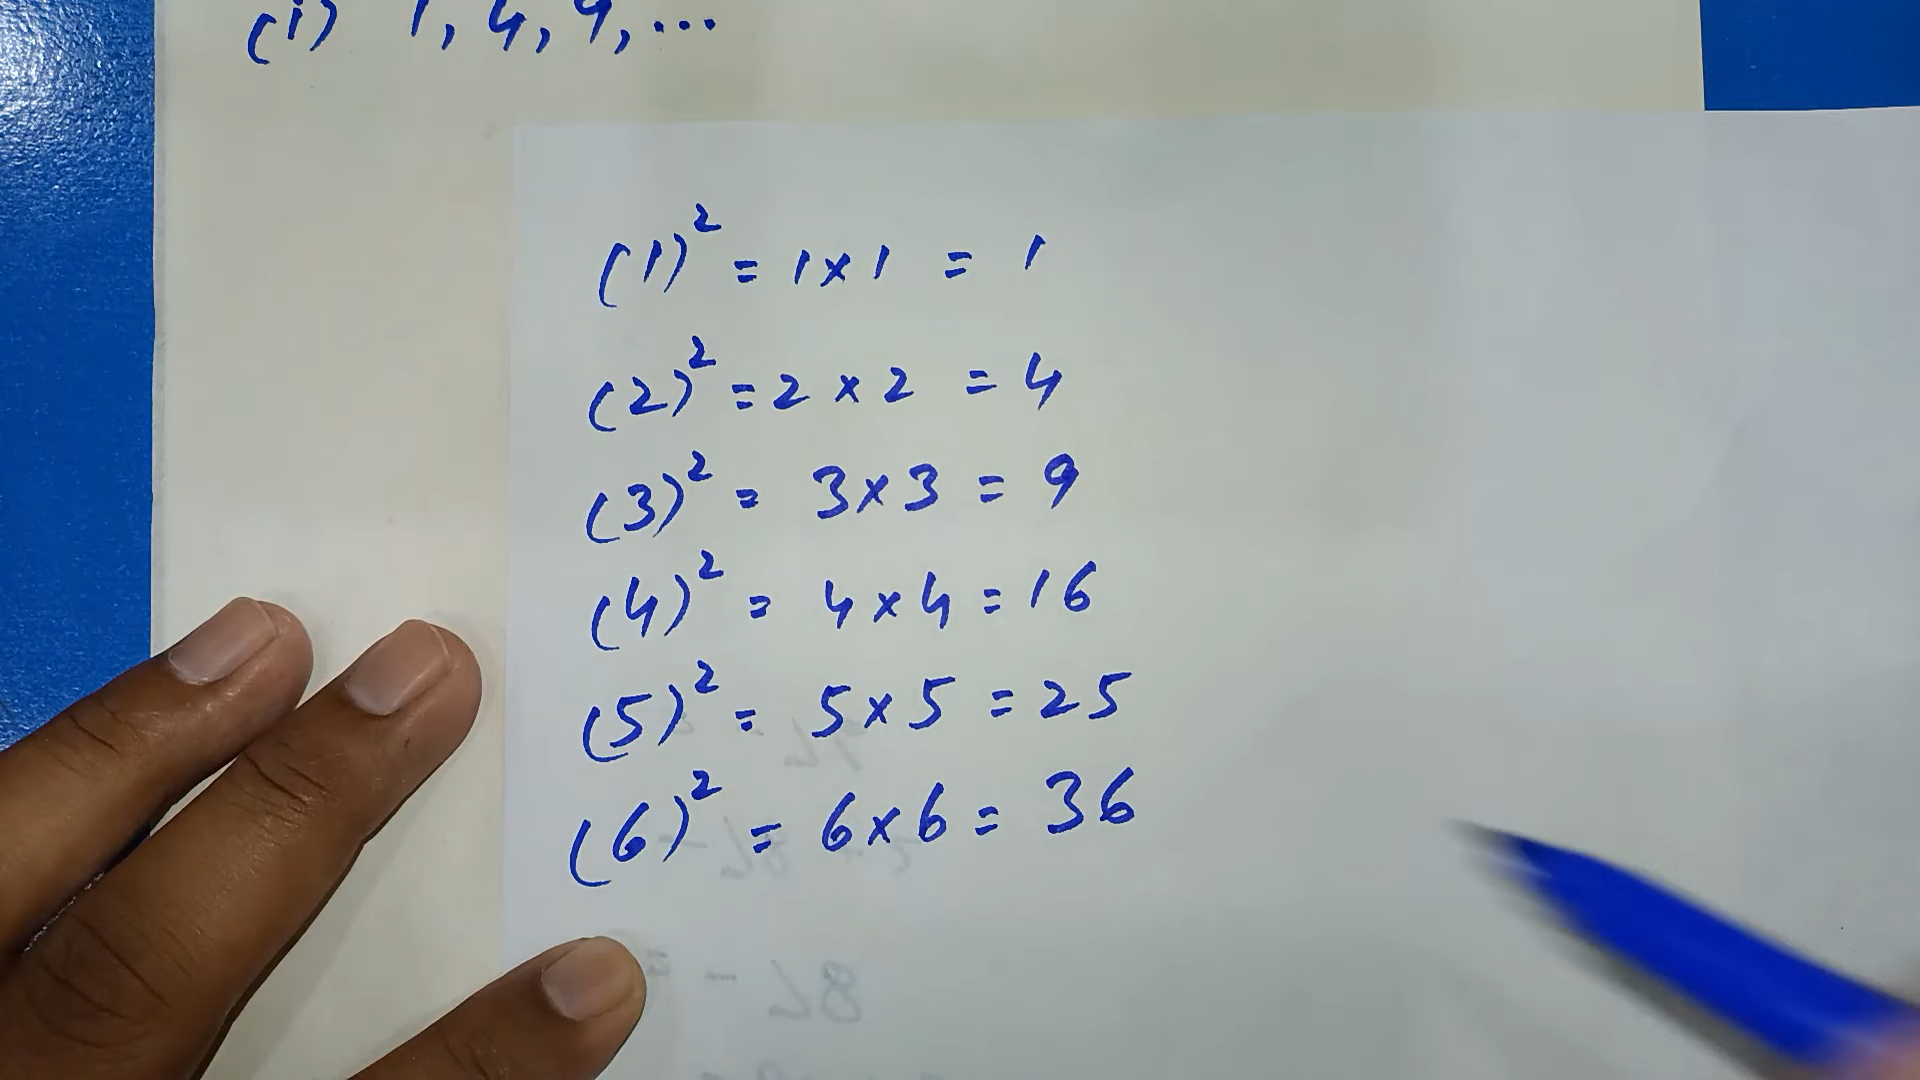 (i) 1, 4, 9, ...
(1)² = 1 × 1 = 1
(2)² = 2 × 2 = 4
(3)² = 3 × 3 = 9
(4)² = 4 × 4 = 16
(5)² = 5 × 5 = 25
(6)² = 6 × 6 = 36